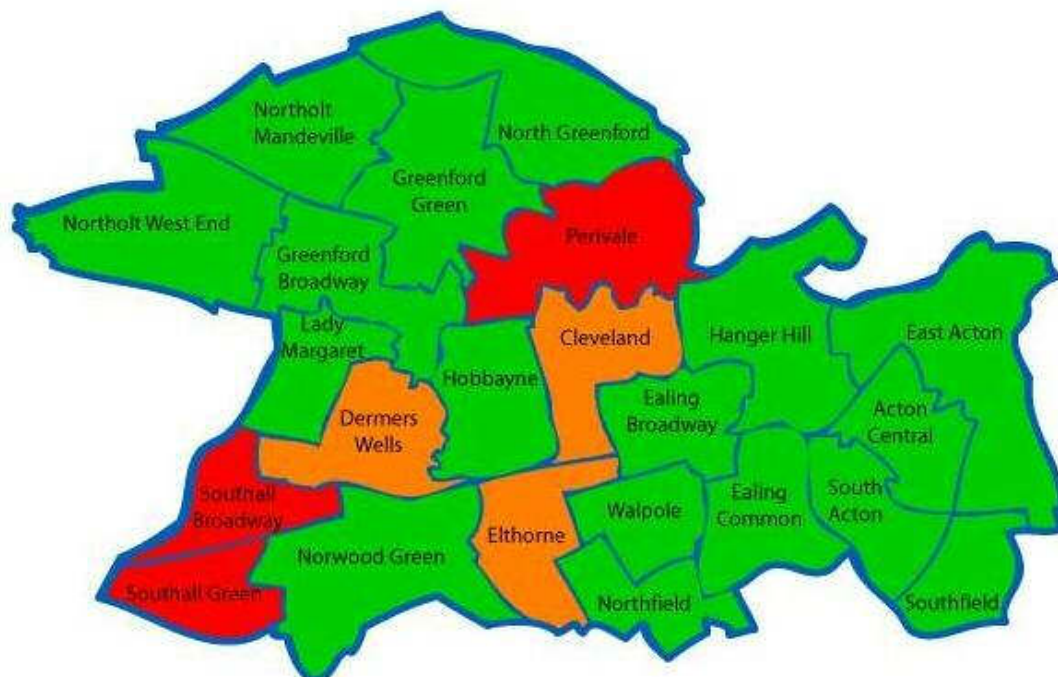 Northolt
Mandeville
North Greenford
Greenford
Green
Northolt West End
Perivale
Greenford
Broadway
Lady
Margaret
Cleveland
Hanger Hill
East Acton
Hobbayne
Dermers
Wells
Ealing
Broadway
Acton
Central
Southall
Broadway
Elthorne
Walpole
Ealing
Common
South
Acton
Norwood Green
Southall Green
Northfield
Southfield